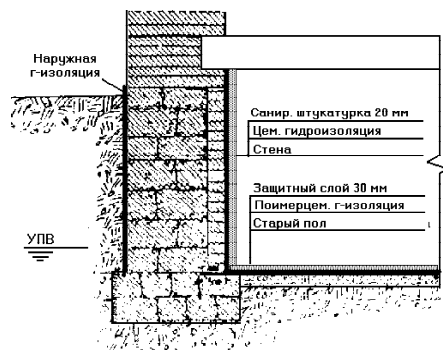 Наружная
г-изоляция
Санир. штукатурка 20 мм
Цем. гидроизоляция
Стена
Защитный слой 30 мм
Поимерцем. г-изоляция
Старый пол
УПВ